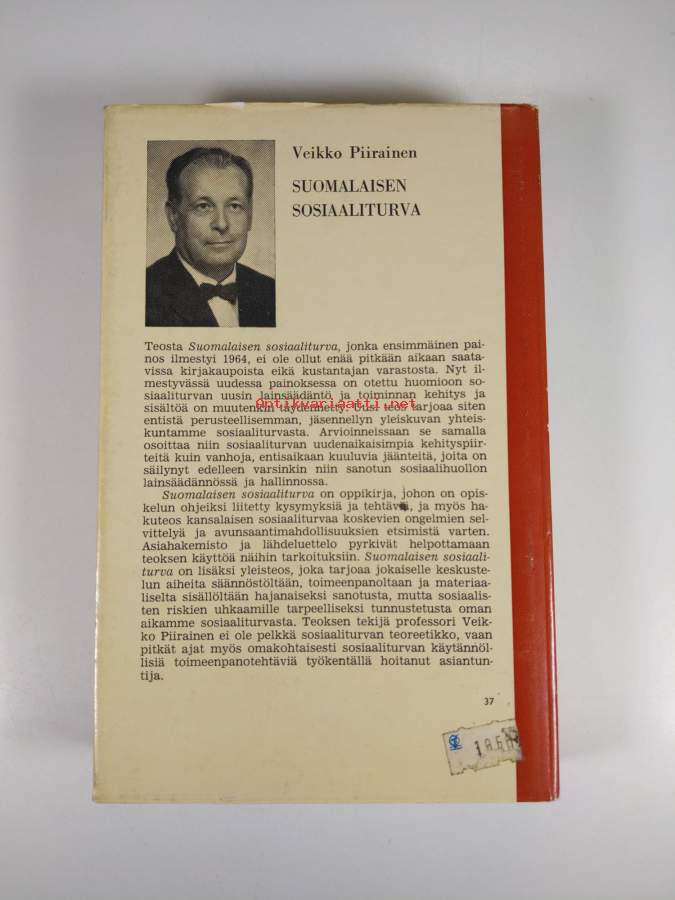 Veikko Piirainen
SUOMALAISEN
SOSIAALITURVA
Teosta Suomalaisen sosiaaliturva, jonka ensimmäinen pai-
nos ilmestyi 1964, ei ole ollut enää pitkään aikaan saata-
vissa kirjakaupoista eikä kustantajan varastosta. Nyt il-
mestyvässä uudessa painoksessa on otettu huomioon so-
siaaliturvan uusin lainsäädäntö ja toiminnan kehitys ja
Antikvariaatti.net
sisältöä on muutenkin täydennetty. Uusi teos tarjoaa siten
entistä perusteellisemman, jäsennellyn yleiskuvan yhteis-
kuntamme sosiaaliturvasta. Arvioinneissaan se samalla
osoittaa niin sosiaaliturvan uudenaikaisimpia kehityspiir-
teitä kuin vanhoja, entisaikaan kuuluvia jäänteitä, joita on
säilynyt edelleen varsinkin niin sanotun sosiaalihuollon
lainsäädännössä ja hallinnossa.
Suomalaisen sosiaaliturva on oppikirja, johon on opis-
kelun ohjeiksi liitetty kysymyksiä ja tehtäviä, ja myös ha-
kuteos kansalaisen sosiaaliturvaa koskevien ongelmien sel-
vittelyä ja avunsaantimahdollisuuksien etsimistä varten.
Asiahakemisto ja lähdeluettelo pyrkivät helpottamaan
teoksen käyttöä näihin tarkoituksiin. Suomalaisen sosiaali-
turva on lisäksi yleisteos, joka tarjoaa jokaiselle keskuste-
lun aiheita säännöstöltään, toimeenpanoltaan ja materiaa-
liselta sisällöltään hajanaiseksi sanotusta, mutta sosiaalis-
ten riskien uhkaamille tarpeelliseksi tunnustetusta oman
aikamme sosiaaliturvasta. Teoksen tekijä professori Veik-
ko Piirainen ei ole pelkkä sosiaaliturvan teoreetikko, vaan
pitkät ajat myös omakohtaisesti sosiaaliturvan käytännöl-
lisiä toimeenpanotehtäviä työkentällä hoitanut asiantun-
tija.
37